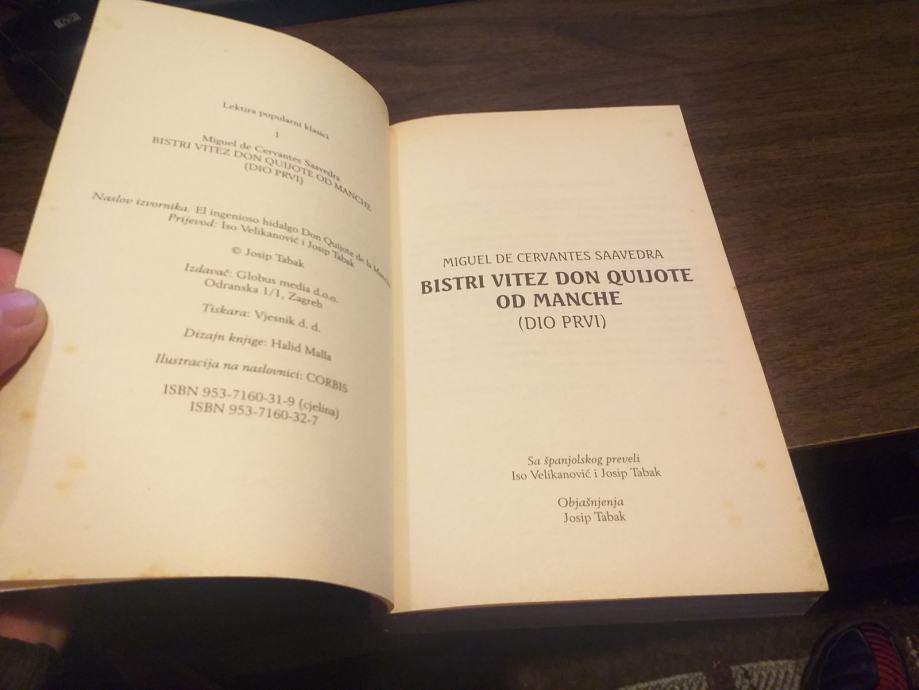 Lektira popularni klasici
1
Miguel de Cervantes Saavedra
BISTRI VITEZ DON QUIJOTE OD MANCHE
(DIO PRVI)
Naslov izvornika: El ingenioso hidalgo Don Quijote de la Mancha
Prijevod: Iso Velikanović i Josip Tabak
© Josip Tabak
Izdavač: Globus media d.o.o.
Odranska 1/1, Zagreb
Tiskara: Vjesnik d. d.
Dizajn knjige: Halid Malla
Ilustracija na naslovnici: CORBIS
ISBN 953-7160-31-9 (cjelina)
ISBN 953-7160-32-7
MIGUEL DE CERVANTES SAAVEDRA
BISTRI VITEZ DON QUIJOTE
OD MANCHE
(DIO PRVI)
Sa španjolskog preveli
Iso Velikanović i Josip Tabak
Objašnjenja
Josip Tabak